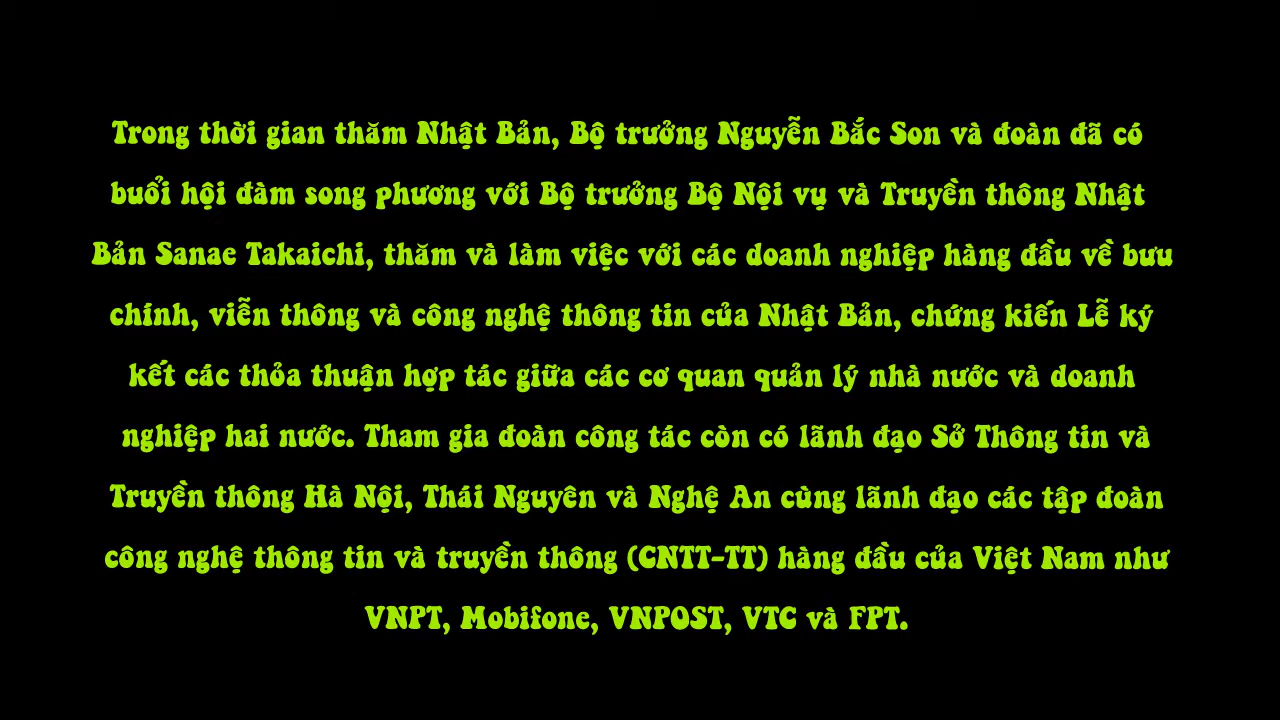 Trong thời gian thăm Nhật Bản, Bộ trưởng Nguyễn Bắc Son và đoàn đã có
buổi hội đàm song phương với Bộ trưởng Bộ Nội vụ và Truyền thông Nhật
Bản Sanae Takaichi, thăm và làm việc với các doanh nghiệp hàng đầu về bưu
chính, viễn thông và công nghệ thông tin của Nhật Bản, chứng kiến Lễ ký
kết các thỏa thuận hợp tác giữa các cơ quan quản lý nhà nước và doanh
nghiệp hai nước. Tham gia đoàn công tác còn có lãnh đạo Sở Thông tin và
Truyền thông Hà Nội, Thái Nguyên và Nghệ An cùng lãnh đạo các tập đoàn
công nghệ thông tin và truyền thông (CNTT-TT) hàng đầu của Việt Nam như
VNPT, Mobifone, VNPOST, VTC và FPT.